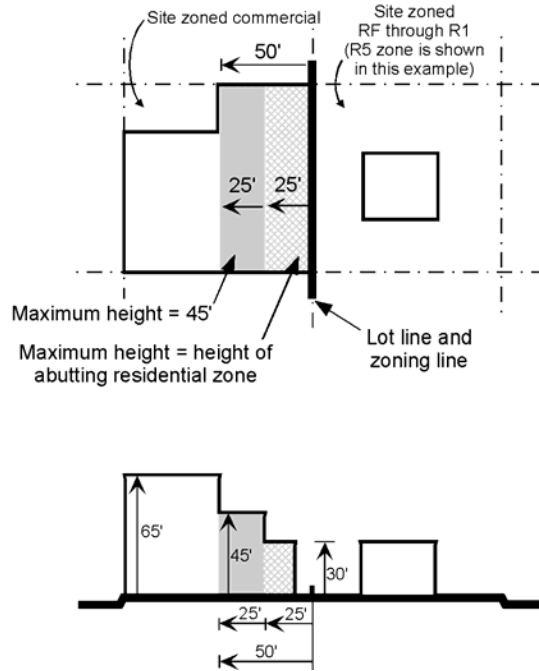 Site zoned commercial
Site zoned
RF through R1
(R5 zone is shown
in this example)
50'
25'
25'
Maximum height = 45'
Maximum height = height of
abutting residential zone
Lot line and
zoning line
65'
45'
30'
25'
25'
50'